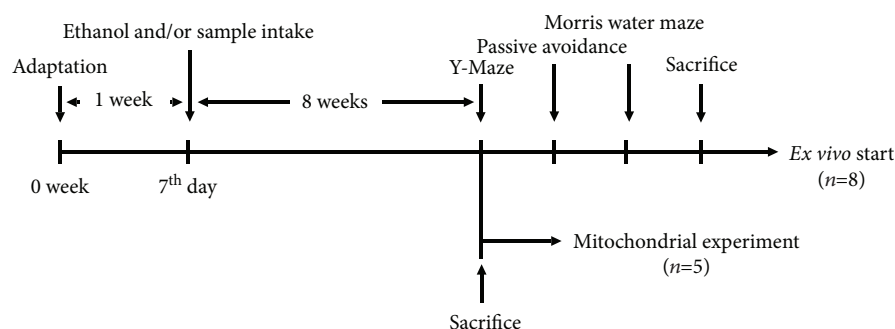 Morris water maze
Ethanol and/or sample intake
Passive avoidance
Adaptation
Y-Maze
Sacrifice
1 week
8 weeks
0 week
7th day
Ex vivo start
(n=8)
Mitochondrial experiment
(n=5)
Sacrifice